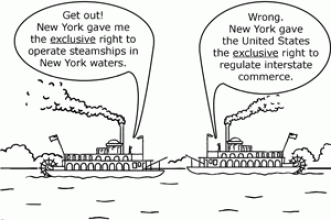 Get out!
New York gave me
the exclusive right to
operate steamships in
New York waters.
Wrong.
New York gave
the United States
the exclusive right to
regulate interstate
commerce.